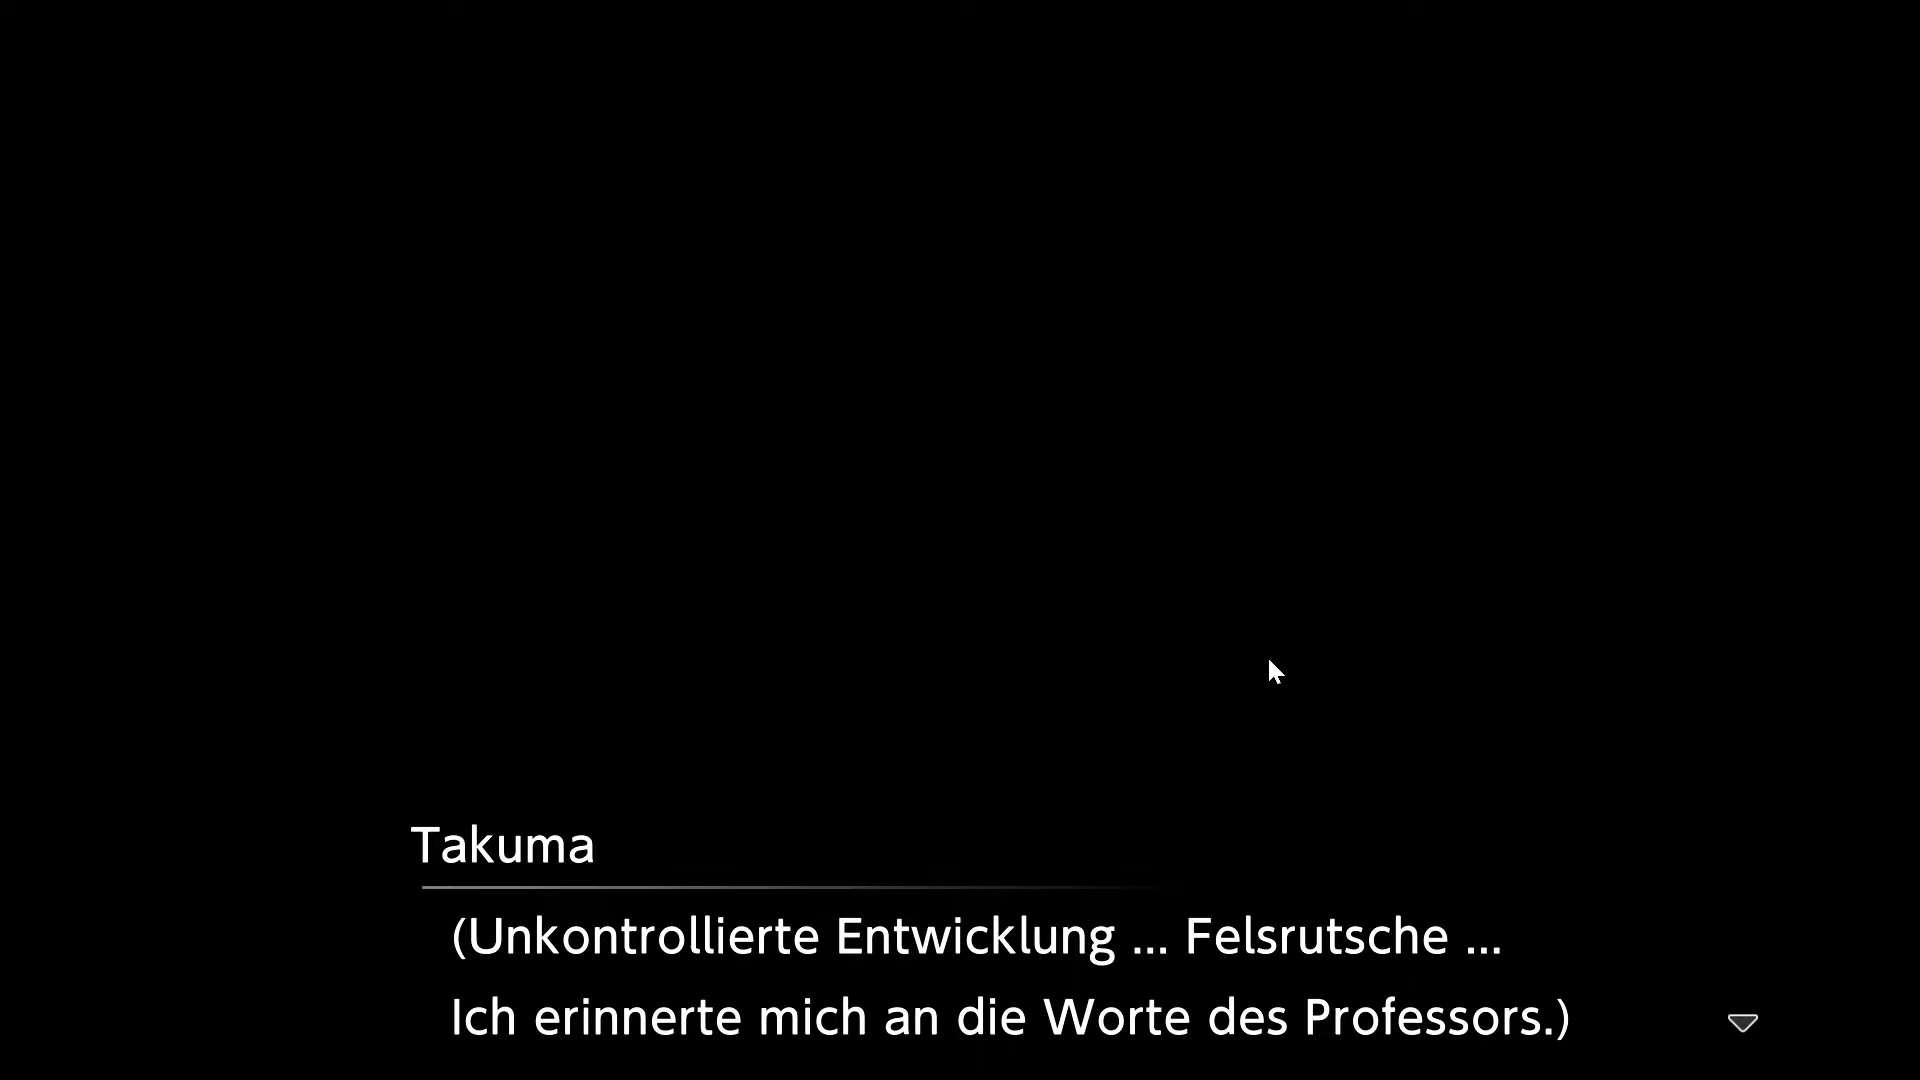 Takuma
(Unkontrollierte Entwicklung ... Felsrutsche ...
Ich erinnerte mich an die Worte des Professors.)